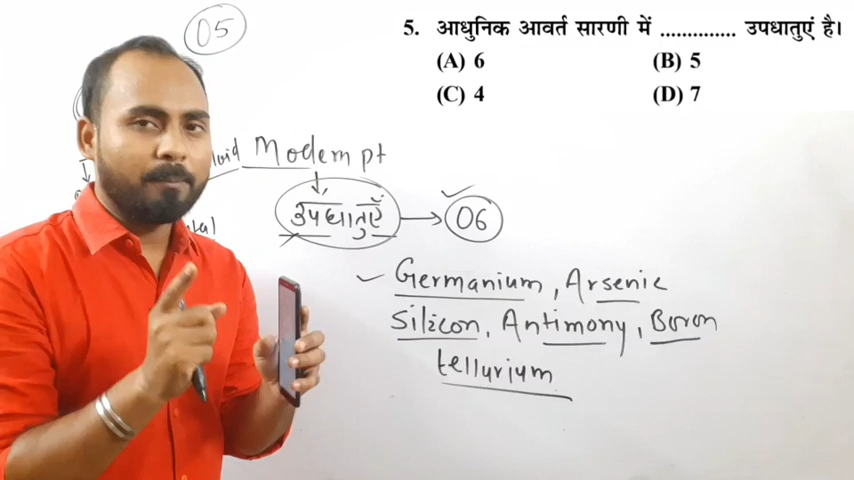 05
5. आधुनिक आवर्त सारणी में .............. उपधातुएं है।
(A) 6 (B) 5
(C) 4 (D) 7
Modern pt
उपधातुएँ → 06
Germanium, Arsenic
Silicon, Antimony, Boron
tellurium